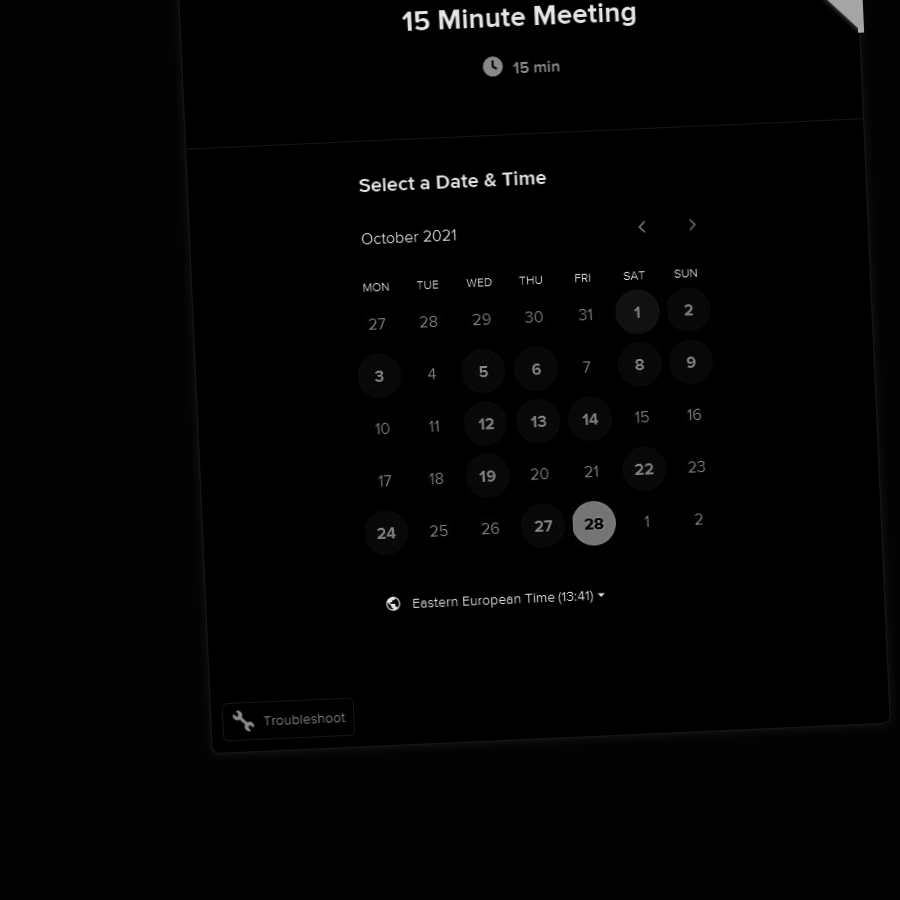 15 Minute Meeting
15 min
Select a Date & Time
October 2021
MON TUE WED THU FRI SAT SUN
27 28 29 30 31 1 2
3 4 5 6 7 8 9
10 11 12 13 14 15 16
17 18 19 20 21 22 23
24 25 26 27 28 1 2
Eastern European Time (13:41)
Troubleshoot